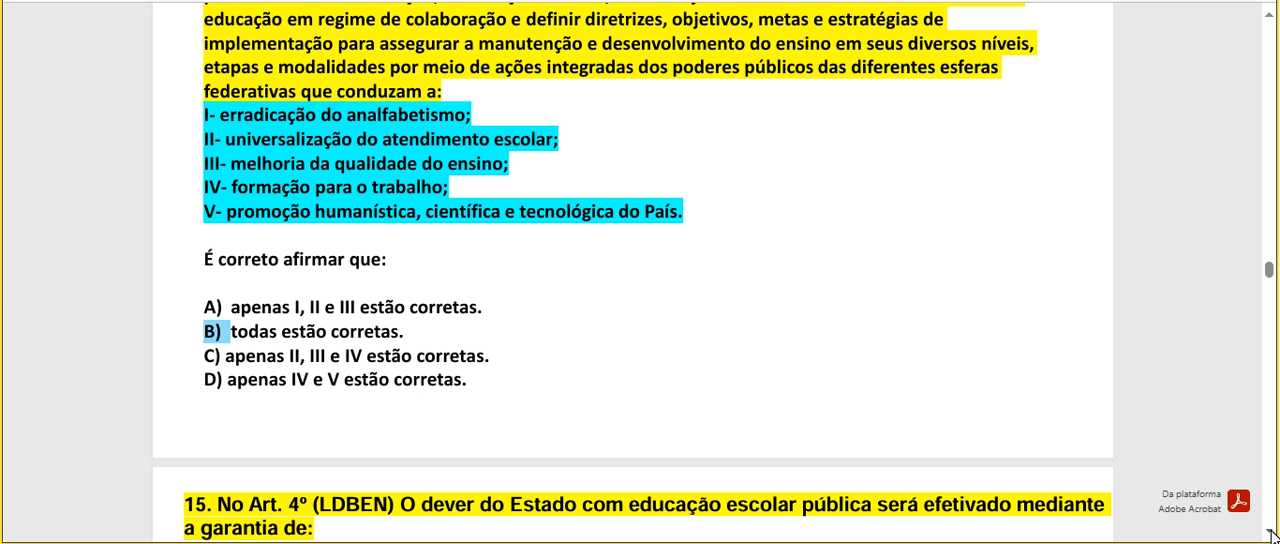 educação em regime de colaboração e definir diretrizes, objetivos, metas e estratégias de
implementação para assegurar a manutenção e desenvolvimento do ensino em seus diversos níveis,
etapas e modalidades por meio de ações integradas dos poderes públicos das diferentes esferas
federativas que conduzam a:
I- erradicação do analfabetismo;
II- universalização do atendimento escolar;
III- melhoria da qualidade do ensino;
IV- formação para o trabalho;
V- promoção humanística, científica e tecnológica do País.
É correto afirmar que:
A) apenas I, II e III estão corretas.
B) todas estão corretas.
C) apenas II, III e IV estão corretas.
D) apenas IV e V estão corretas.
15. No Art. 4º (LDBEN) O dever do Estado com educação escolar pública será efetivado mediante
a garantia de:
Da plataforma
Adobe Acrobat